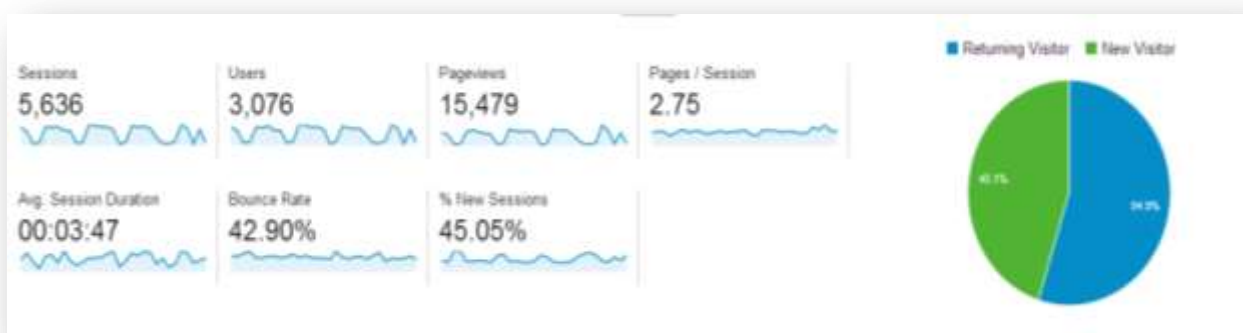 Returning Visitor New Visitor
Sessions Users Pageviews Pages / Session
5,636 3,076 15,479 2.75
Avg. Session Duration Bounce Rate % New Sessions
00:03:47 42.90% 45.05%